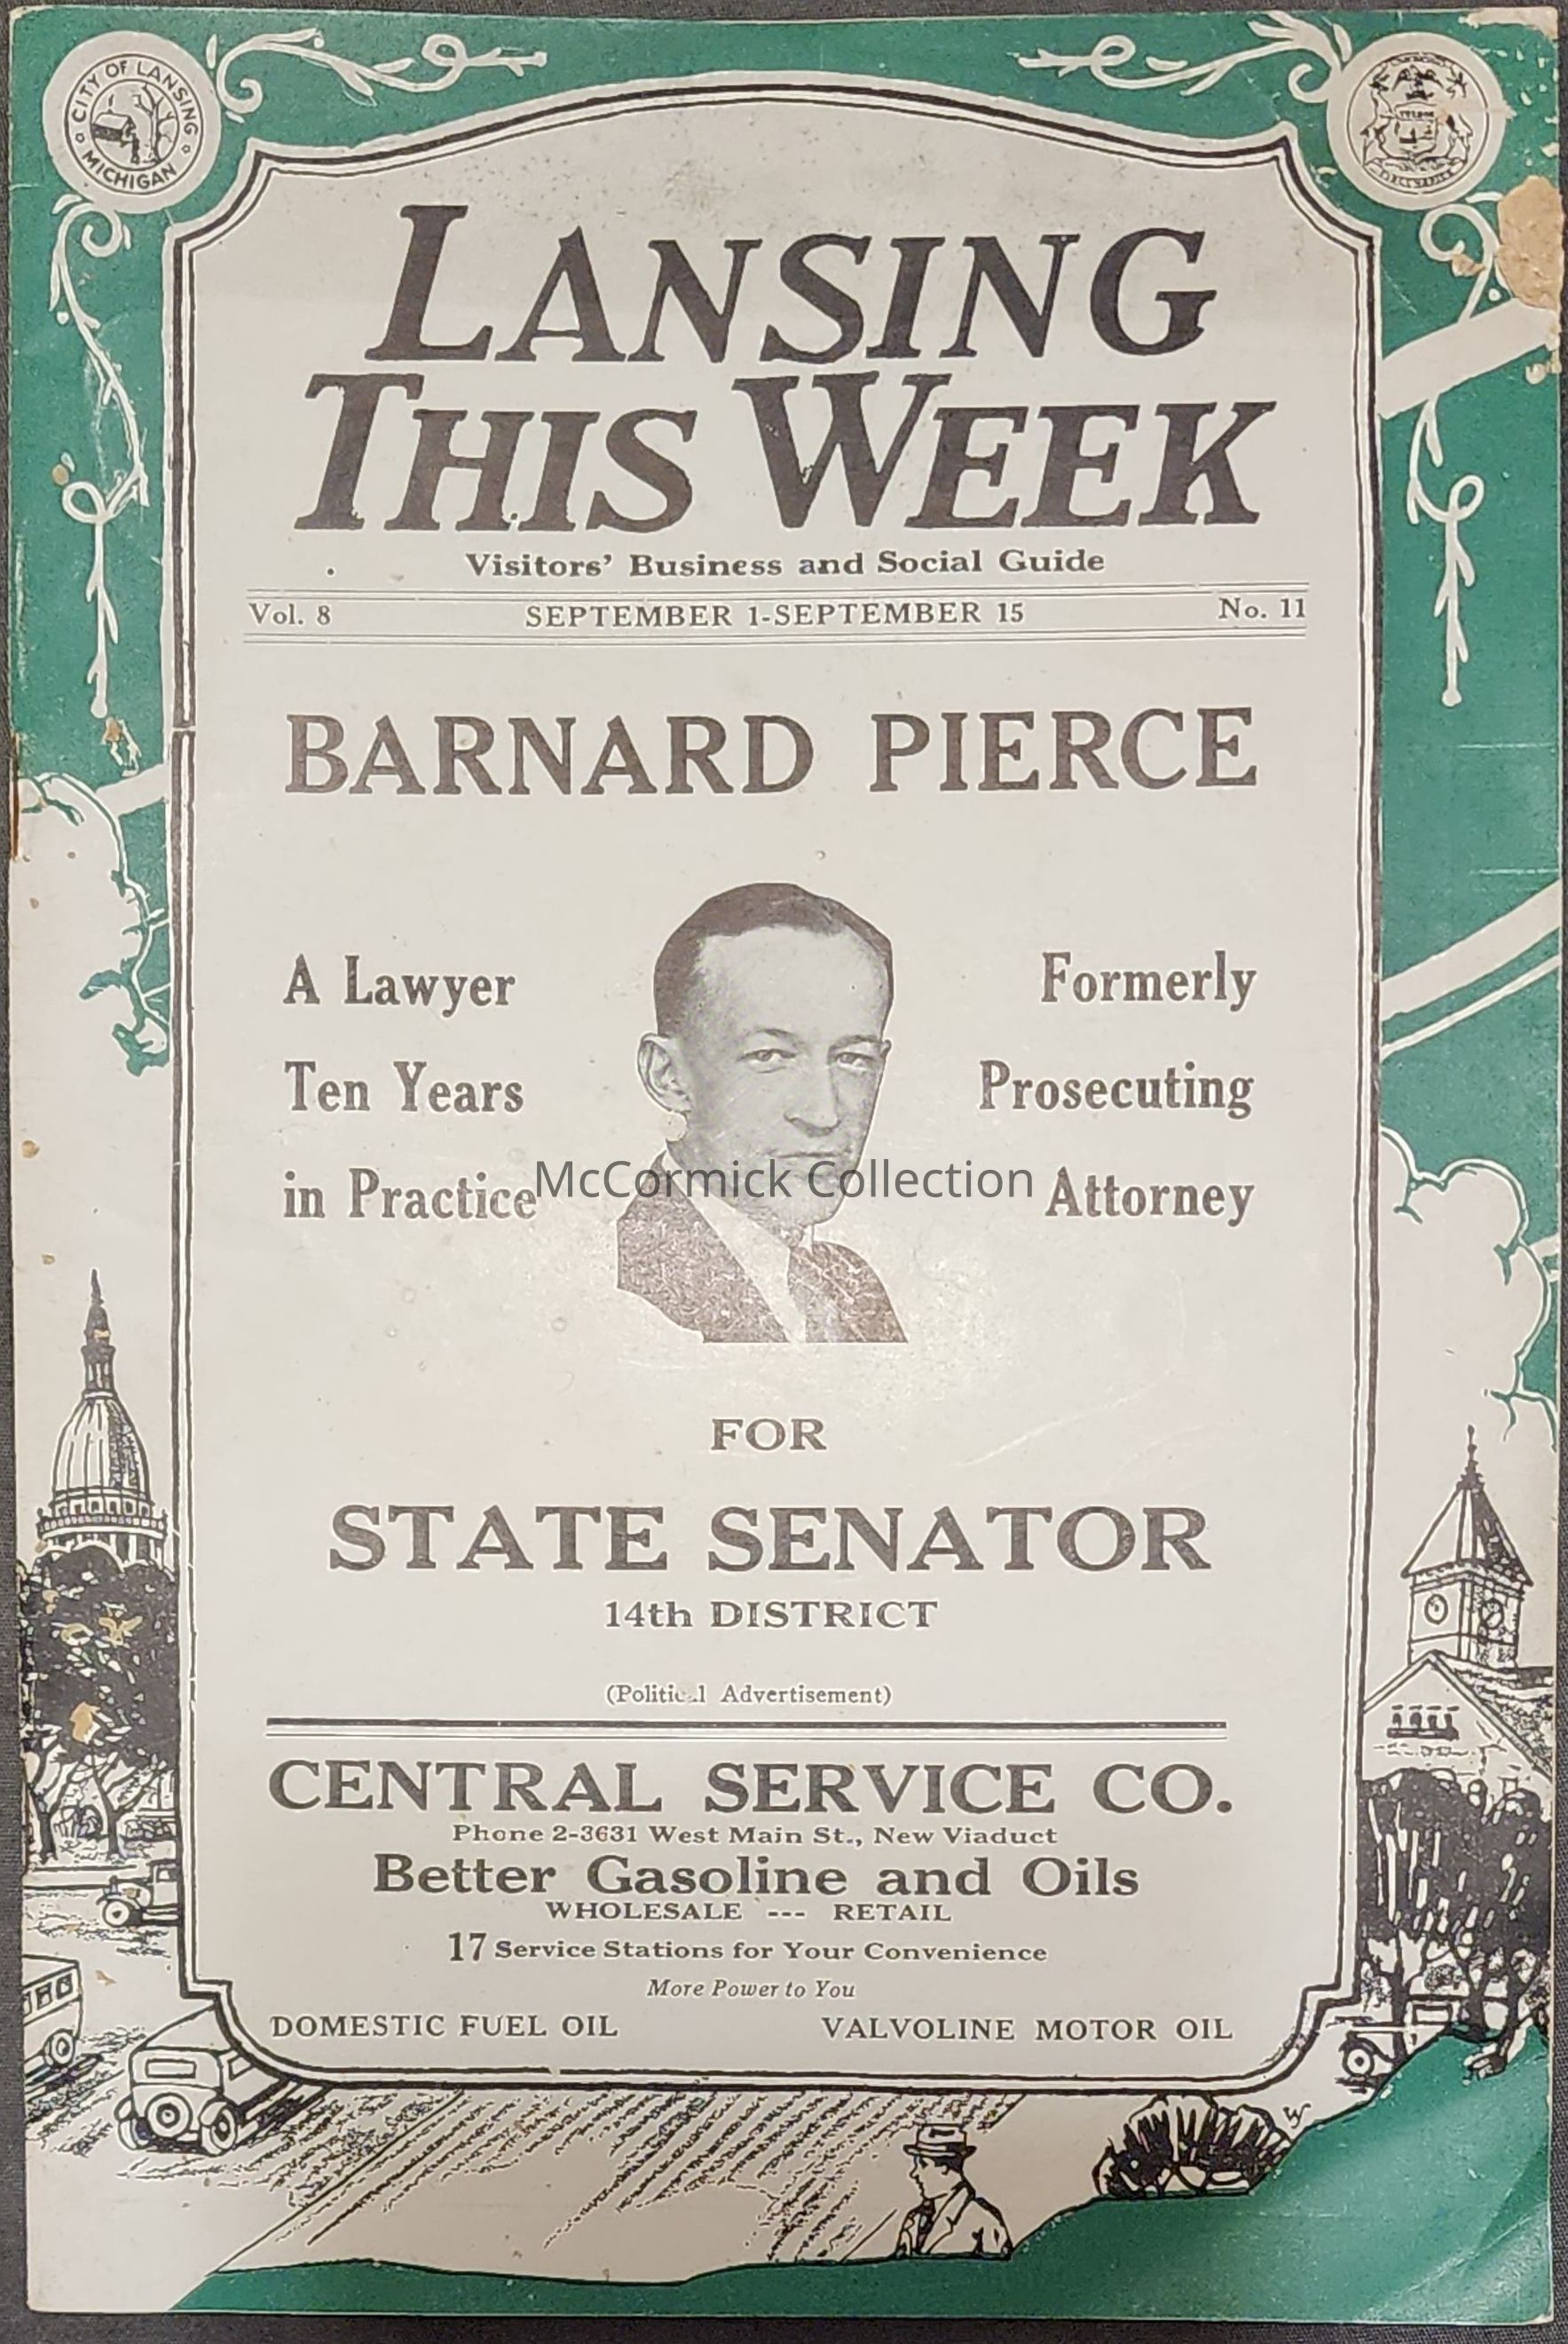 CITY OF LANSING
MICHIGAN
LANSING
THIS WEEK
Visitors' Business and Social Guide
Vol. 8 SEPTEMBER 1-SEPTEMBER 15 No. 11
BARNARD PIERCE
A Lawyer Formerly
Ten Years Prosecuting
in Practice Attorney
McCormick Collection
FOR
STATE SENATOR
14th DISTRICT
(Political Advertisement)
CENTRAL SERVICE CO.
Phone 2-3631 West Main St., New Viaduct
Better Gasoline and Oils
WHOLESALE --- RETAIL
17 Service Stations for Your Convenience
More Power to You
DOMESTIC FUEL OIL VALVOLINE MOTOR OIL